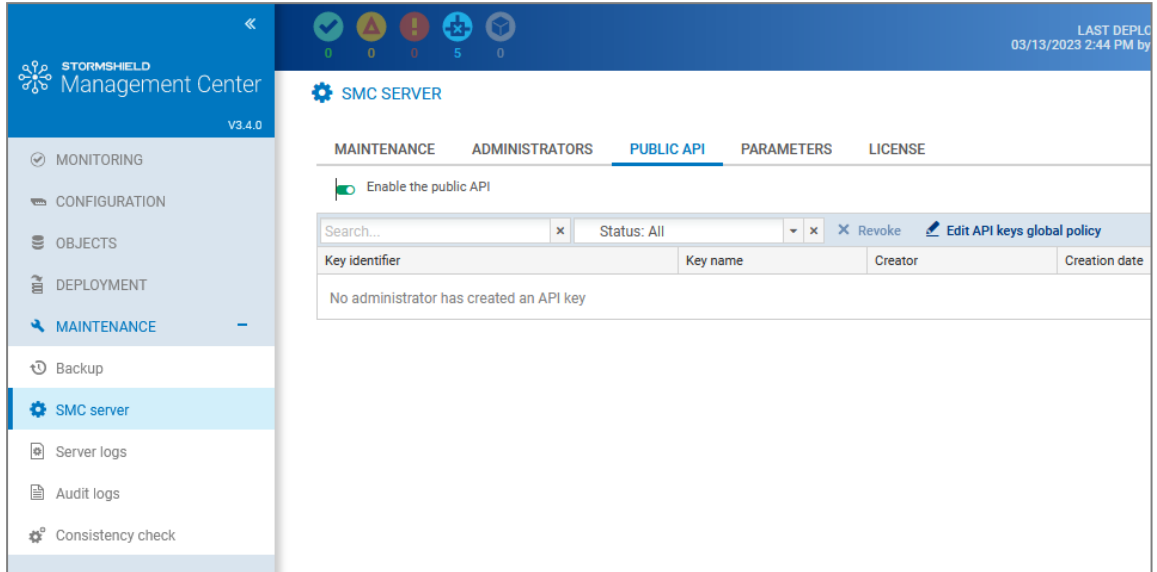 STORMSHIELD
Management Center
V3.4.0
MONITORING
CONFIGURATION
OBJECTS
DEPLOYMENT
MAINTENANCE
Backup
SMC server
Server logs
Audit logs
Consistency check
0 0 0 5 0
LAST DEPLO
03/13/2023 2:44 PM by
SMC SERVER
MAINTENANCE ADMINISTRATORS PUBLIC API PARAMETERS LICENSE
Enable the public API
Search... Status: All Revoke Edit API keys global policy
Key identifier Key name Creator Creation date
No administrator has created an API key